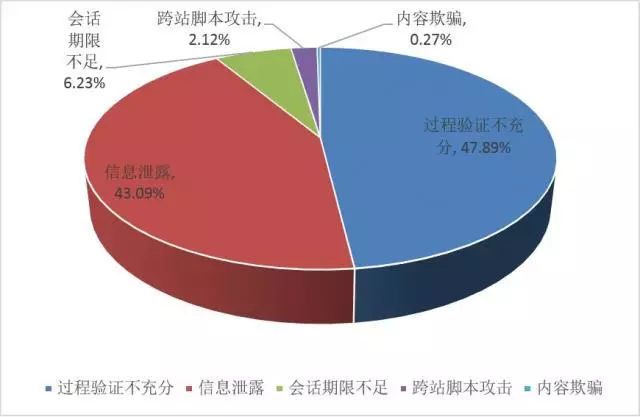 会话
期限
不足,
6.23%
跨站脚本攻击,
2.12%
内容欺骗,
0.27%
过程验证不充
分, 47.89%
信息泄露,
43.09%
过程验证不充分 信息泄露 会话期限不足 跨站脚本攻击 内容欺骗